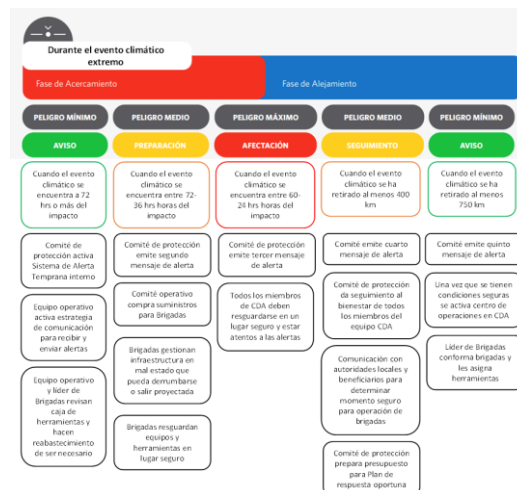 Durante el evento climático
extremo
Fase de Acercamiento
Fase de Alejamiento
PELIGRO MÍNIMO
PELIGRO MEDIO
PELIGRO MÁXIMO
PELIGRO MEDIO
PELIGRO MÍNIMO
AVISO
PREPARACIÓN
AFECTACIÓN
SEGUIMIENTO
AVISO
Cuando el evento
climático se
encuentra a 72
hrs o más del
impacto
Comité de
protección activa
Sistema de Alerta
Temprana interno
Equipo operativo
activa estrategia
de comunicación
para recibir y
enviar alertas
Equipo operativo
y líder de
Brigadas revisan
caja de
herramientas y
hacen
reabastecimiento
de ser necesario
Cuando el evento
climático se
encuentra entre 72-
36 hrs horas del
impacto
Comité de protección
emite segundo
mensaje de alerta
Comité operativo
compra suministros
para Brigadas
Brigadas gestionan
infraestructura en
mal estado que
pueda derrumbarse
o salir proyectada
Brigadas resguardan
equipos y
herramientas en
lugar seguro
Cuando el evento
climático se
encuentra entre 60-
24 hrs horas del
impacto
Comité de protección
emite tercer mensaje
de alerta
Todos los miembros
de CDA deben
resguardarse en un
lugar seguro y estar
atentos a las alertas
Cuando el evento
climático se ha
retirado al menos 400
km
Comité emite cuarto
mensaje de alerta
Comité de protección
da seguimiento al
bienestar de todos
los miembros del
equipo CDA
Comunicación con
autoridades locales y
beneficiarios para
determinar
momento seguro
para operación de
brigadas
Comité de protección
prepara presupuesto
para Plan de
respuesta oportuna
Cuando el evento
climático se ha
retirado al menos
750 km
Comité emite quinto
mensaje de alerta
Una vez que se tienen
condiciones seguras
se activa centro de
operaciones en CDA
Líder de Brigadas
conforma brigadas y
les asigna
herramientas